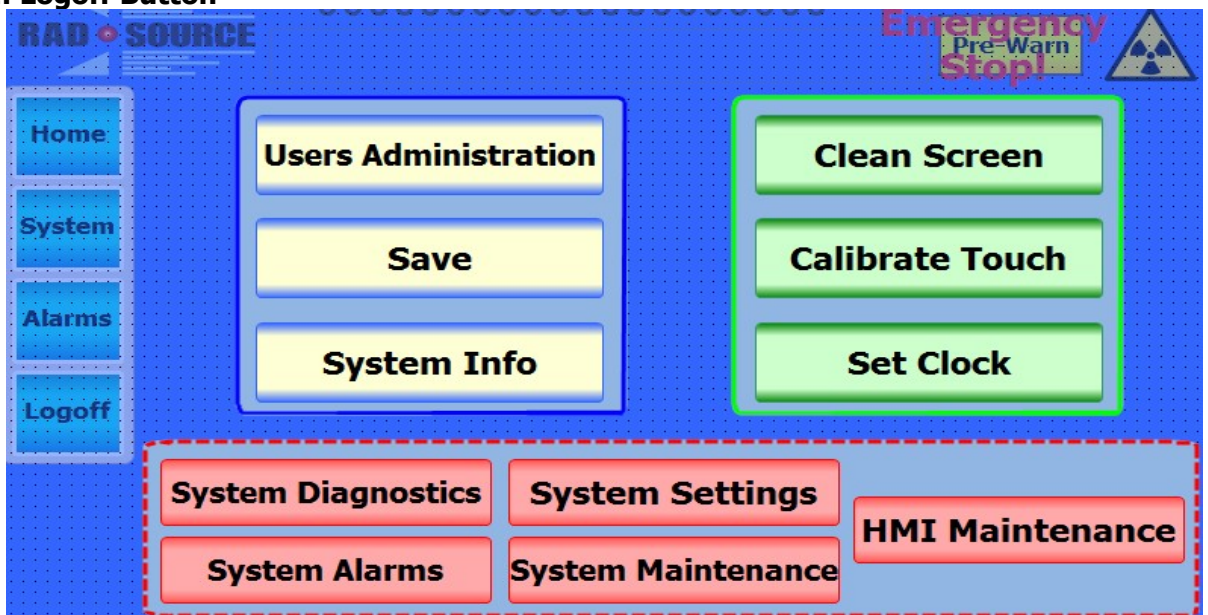 Logoff Button
RAD SOURCE
Emergency
Pre-Warn
Stop!
Home
System
Alarms
Logoff
Users Administration
Save
System Info
Clean Screen
Calibrate Touch
Set Clock
System Diagnostics
System Settings
HMI Maintenance
System Alarms
System Maintenance